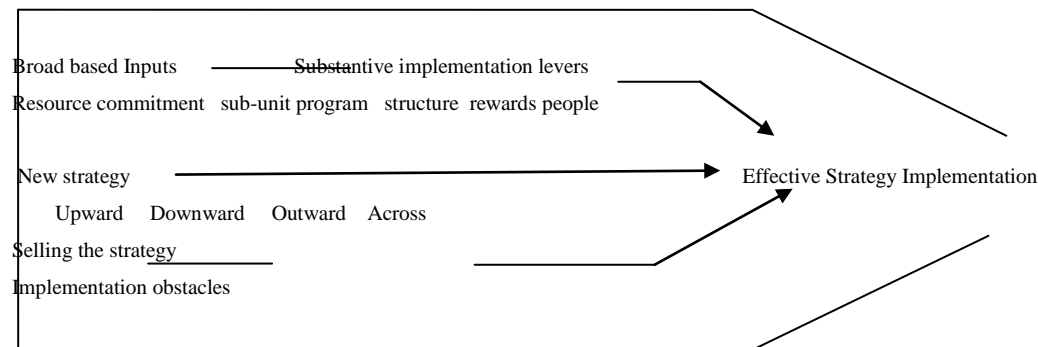 Broad based Inputs Substantive implementation levers
Resource commitment sub-unit program structure rewards people
New strategy Effective Strategy Implementation
Upward Downward Outward Across
Selling the strategy
Implementation obstacles